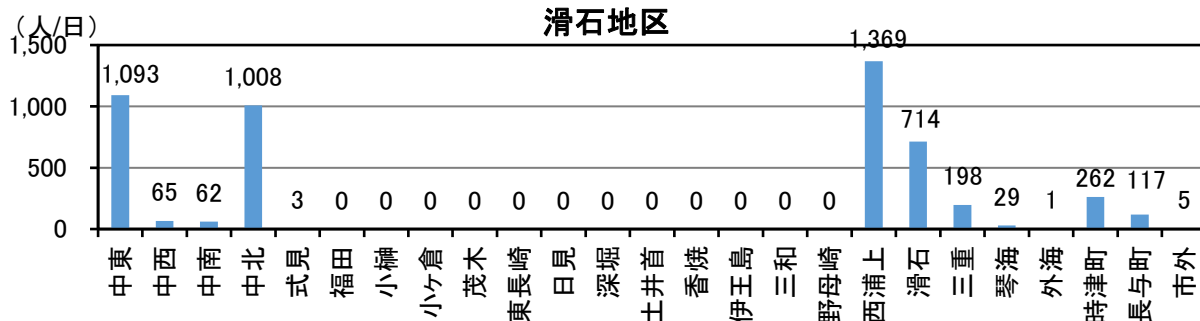 （人/日）
滑石地区
1,500
1,000
500
0
1,093
65
62
1,008
3
0
0
0
0
0
0
0
0
0
0
0
0
1,369
714
198
29
1
262
117
5
中東
中西
中南
中北
式見
福田
小榊
小ヶ倉
茂木
東長崎
日見
深堀
土井首
香焼
伊王島
三和
野母崎
西浦上
滑石
三重
琴海
外海
時津町
長与町
市外